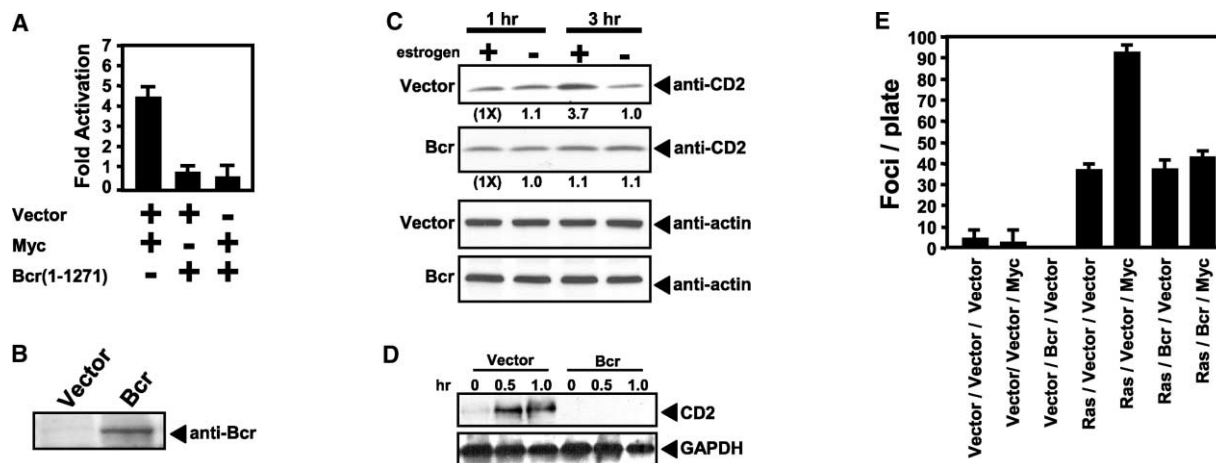 A
Fold Activation
7
6
5
4
3
2
1
0
Vector + + -
Myc + - +
Bcr(1-1271) - + +
B
Vector
Bcr
anti-Bcr
C
1 hr 3 hr
estrogen + - + -
Vector anti-CD2
(1X) 1.1 3.7 1.0
Bcr anti-CD2
(1X) 1.0 1.1 1.1
Vector anti-actin
Bcr anti-actin
D
Vector Bcr
hr 0 0.5 1.0 0 0.5 1.0
CD2
GAPDH
E
Foci / plate
100
90
80
70
60
50
40
30
20
10
0
Vector / Vector / Vector
Vector/ Vector / Myc
Vector / Bcr / Vector
Ras / Vector / Vector
Ras / Vector / Myc
Ras / Bcr / Vector
Ras / Bcr / Myc